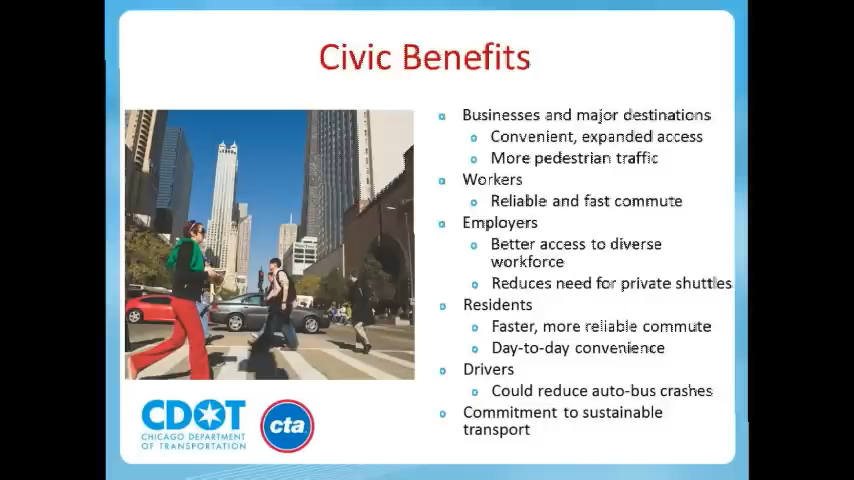 Civic Benefits
Businesses and major destinations
Convenient, expanded access
More pedestrian traffic
Workers
Reliable and fast commute
Employers
Better access to diverse
workforce
Reduces need for private shuttles
Residents
Faster, more reliable commute
Day-to-day convenience
Drivers
Could reduce auto-bus crashes
Commitment to sustainable
transport
CDOT
CHICAGO DEPARTMENT
OF TRANSPORTATION
cta